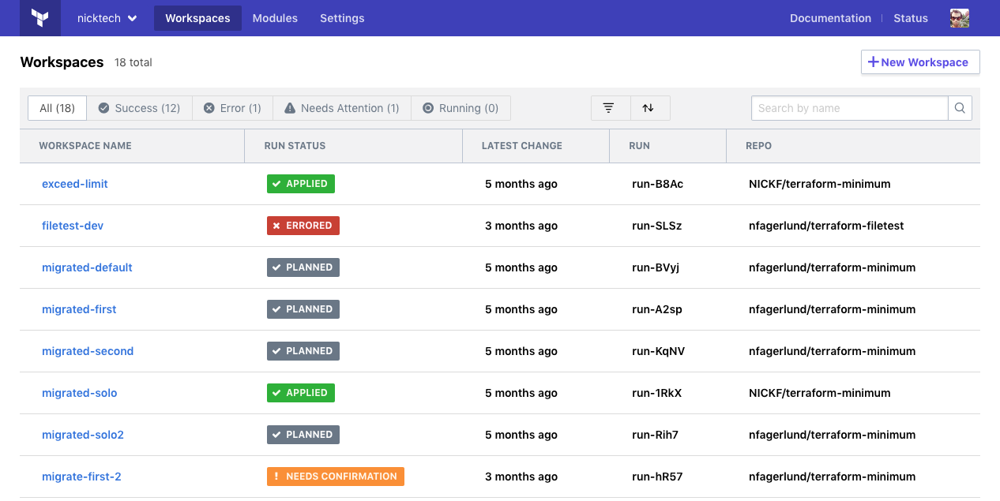 nicktech Workspaces Modules Settings Documentation Status
Workspaces 18 total New Workspace
All (18) Success (12) Error (1) Needs Attention (1) Running (0) Search by name
WORKSPACE NAME RUN STATUS LATEST CHANGE RUN REPO
exceed-limit APPLIED 5 months ago run-B8Ac NICKF/terraform-minimum
filetest-dev ERRORED 3 months ago run-SLSz nfagerlund/terraform-filetest
migrated-default PLANNED 5 months ago run-BVyj nfagerlund/terraform-minimum
migrated-first PLANNED 5 months ago run-A2sp nfagerlund/terraform-minimum
migrated-second PLANNED 5 months ago run-KqNV nfagerlund/terraform-minimum
migrated-solo APPLIED 5 months ago run-1RkX NICKF/terraform-minimum
migrated-solo2 PLANNED 5 months ago run-Rih7 nfagerlund/terraform-minimum
migrate-first-2 NEEDS CONFIRMATION 3 months ago run-hR57 nfagerlund/terraform-minimum